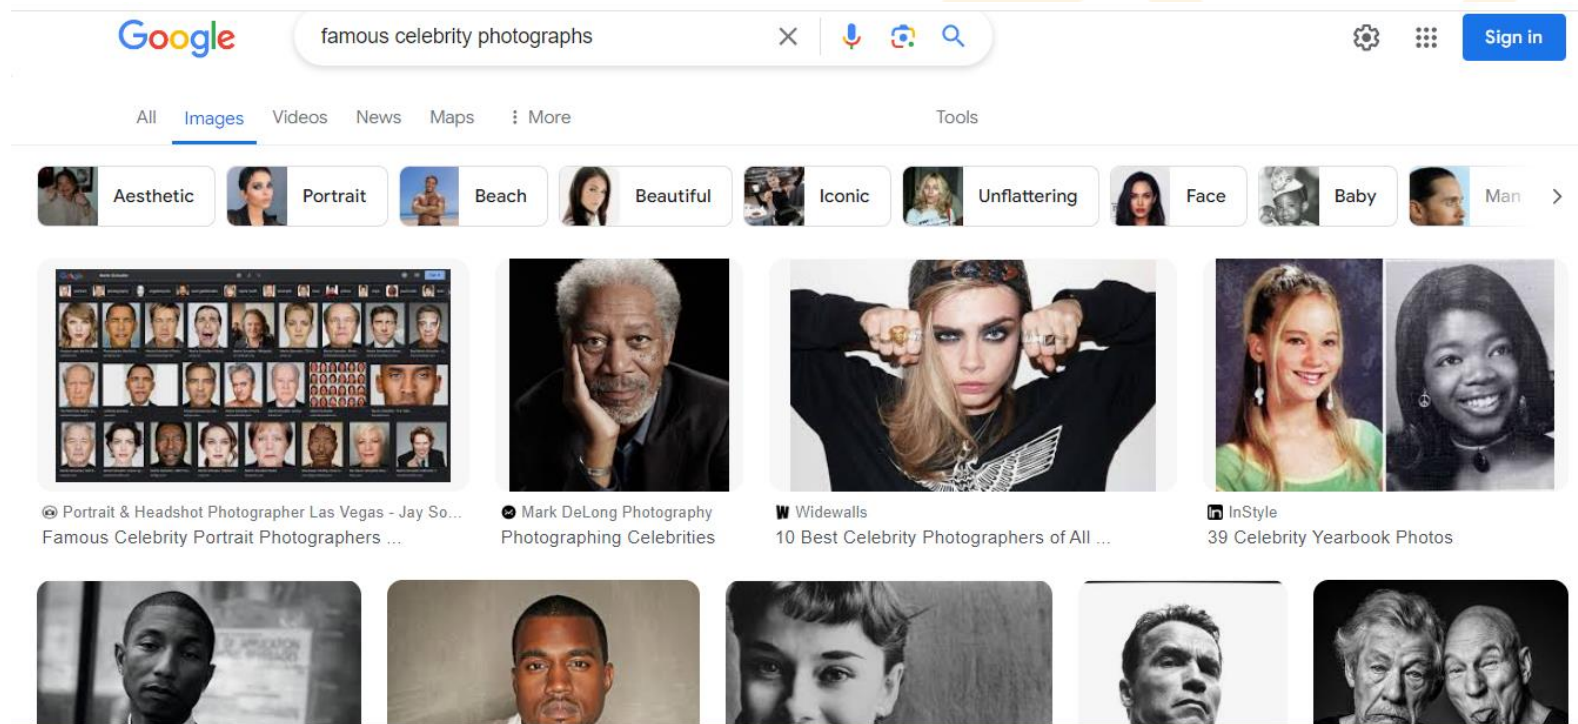 Google
famous celebrity photographs
Sign in
All Images Videos News Maps More Tools
Aesthetic Portrait Beach Beautiful Iconic Unflattering Face Baby Man
Portrait & Headshot Photographer Las Vegas - Jay So...
Famous Celebrity Portrait Photographers ...
Mark DeLong Photography
Photographing Celebrities
W Widewalls
10 Best Celebrity Photographers of All ...
In InStyle
39 Celebrity Yearbook Photos